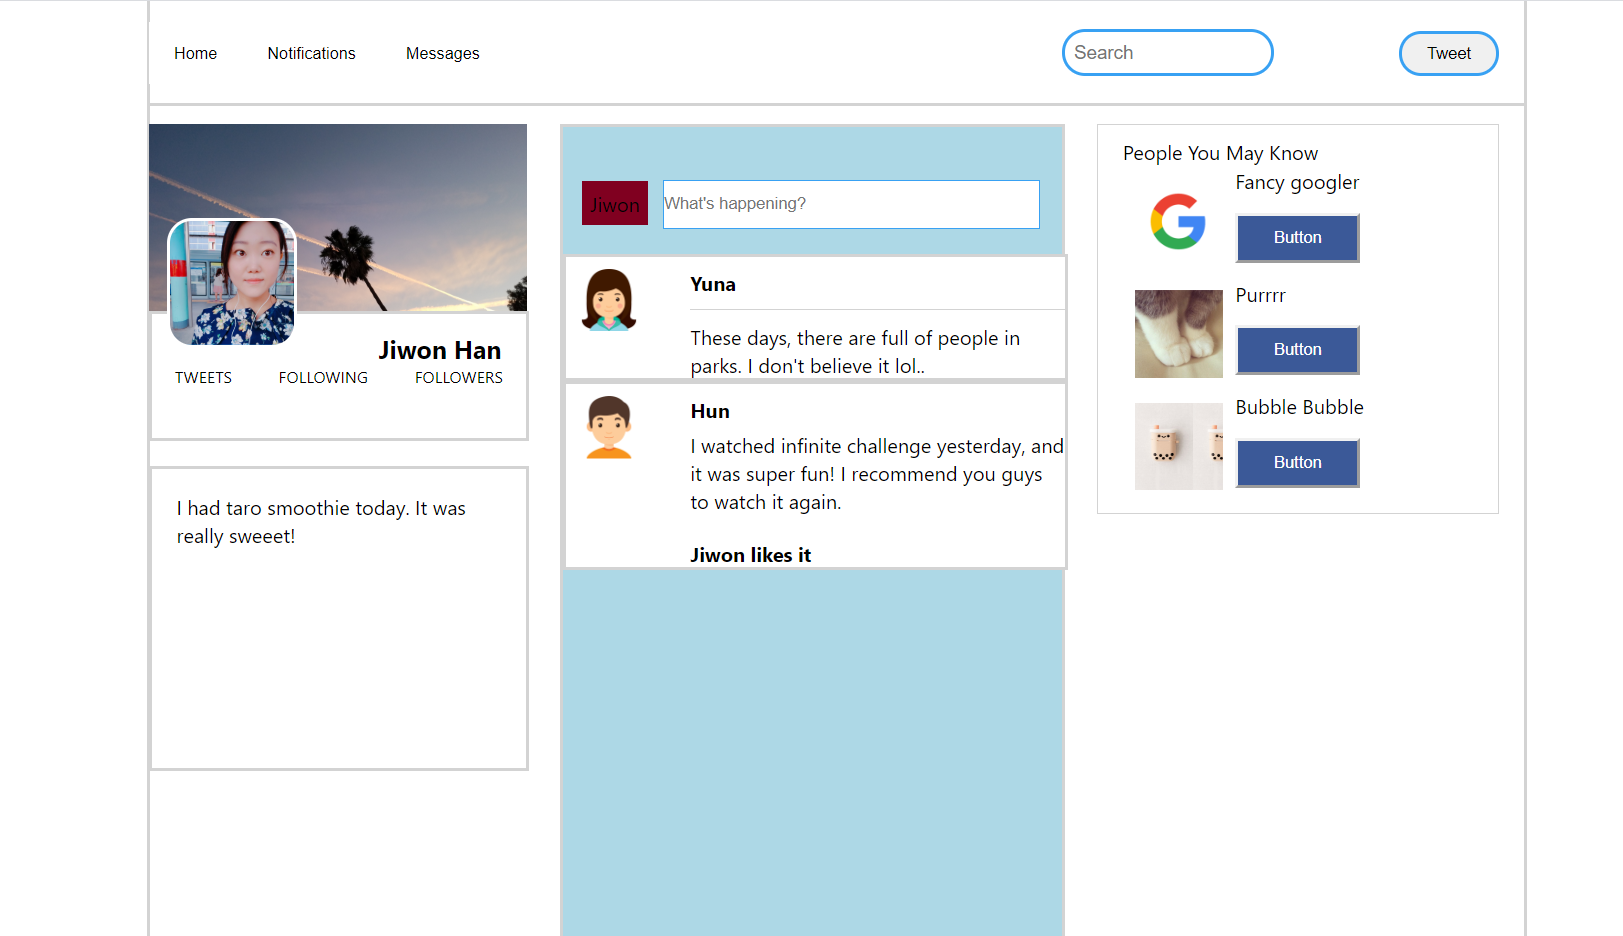 Home Notifications Messages Search Tweet
Jiwon Han
TWEETS FOLLOWING FOLLOWERS
I had taro smoothie today. It was
really sweeet!
Jiwon What's happening?
Yuna
These days, there are full of people in
parks. I don't believe it lol..
Hun
I watched infinite challenge yesterday, and
it was super fun! I recommend you guys
to watch it again.
Jiwon likes it
People You May Know
Fancy googler
Button
Purrrr
Button
Bubble Bubble
Button